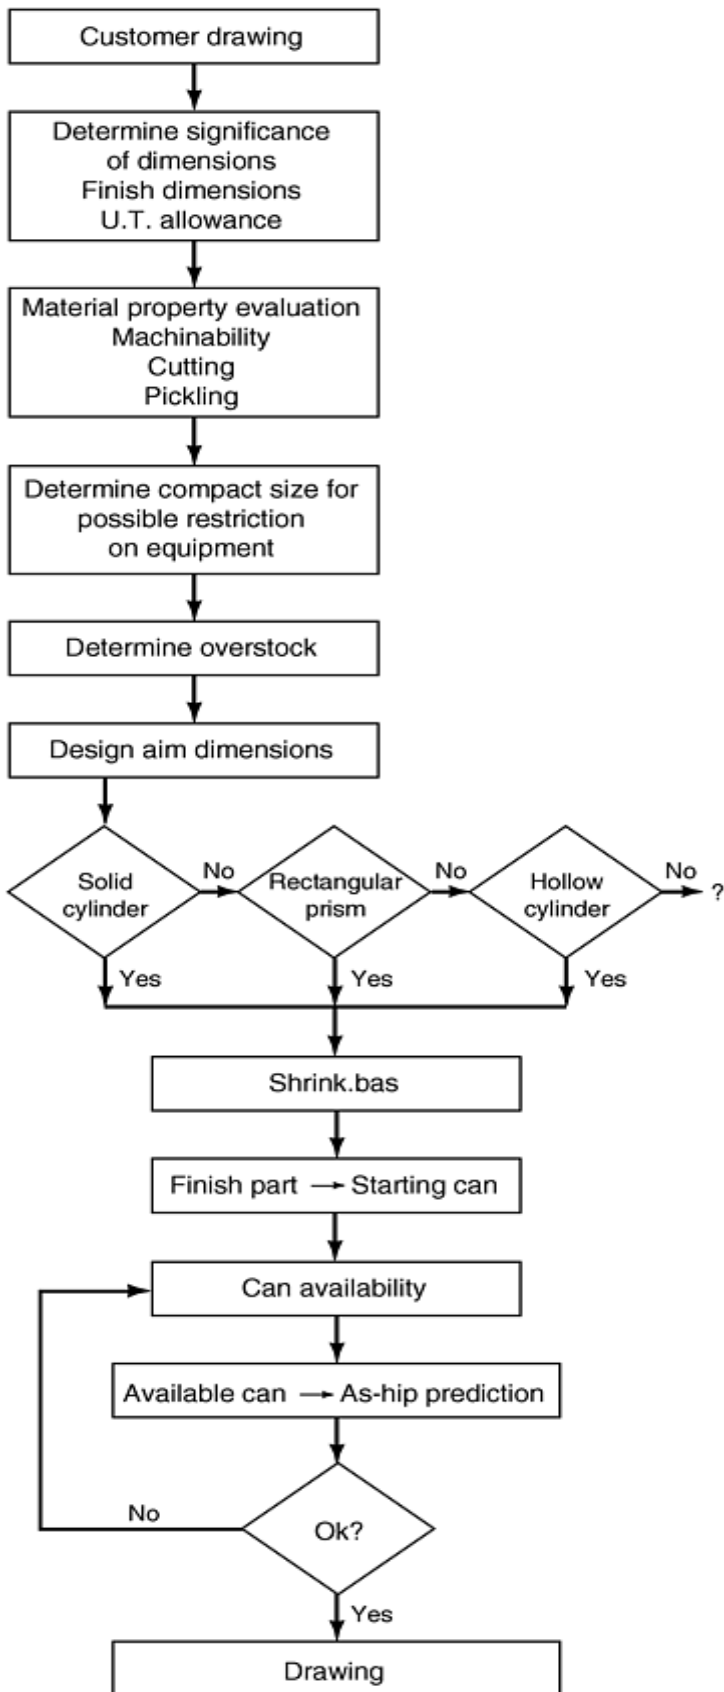 Customer drawing
Determine significance
of dimensions
Finish dimensions
U.T. allowance
Material property evaluation
Machinability
Cutting
Pickling
Determine compact size for
possible restriction
on equipment
Determine overstock
Design aim dimensions
Solid
cylinder
No
Rectangular
prism
No
Hollow
cylinder
No
?
Yes
Yes
Yes
Shrink.bas
Finish part → Starting can
Can availability
Available can → As-hip prediction
No
Ok?
Yes
Drawing